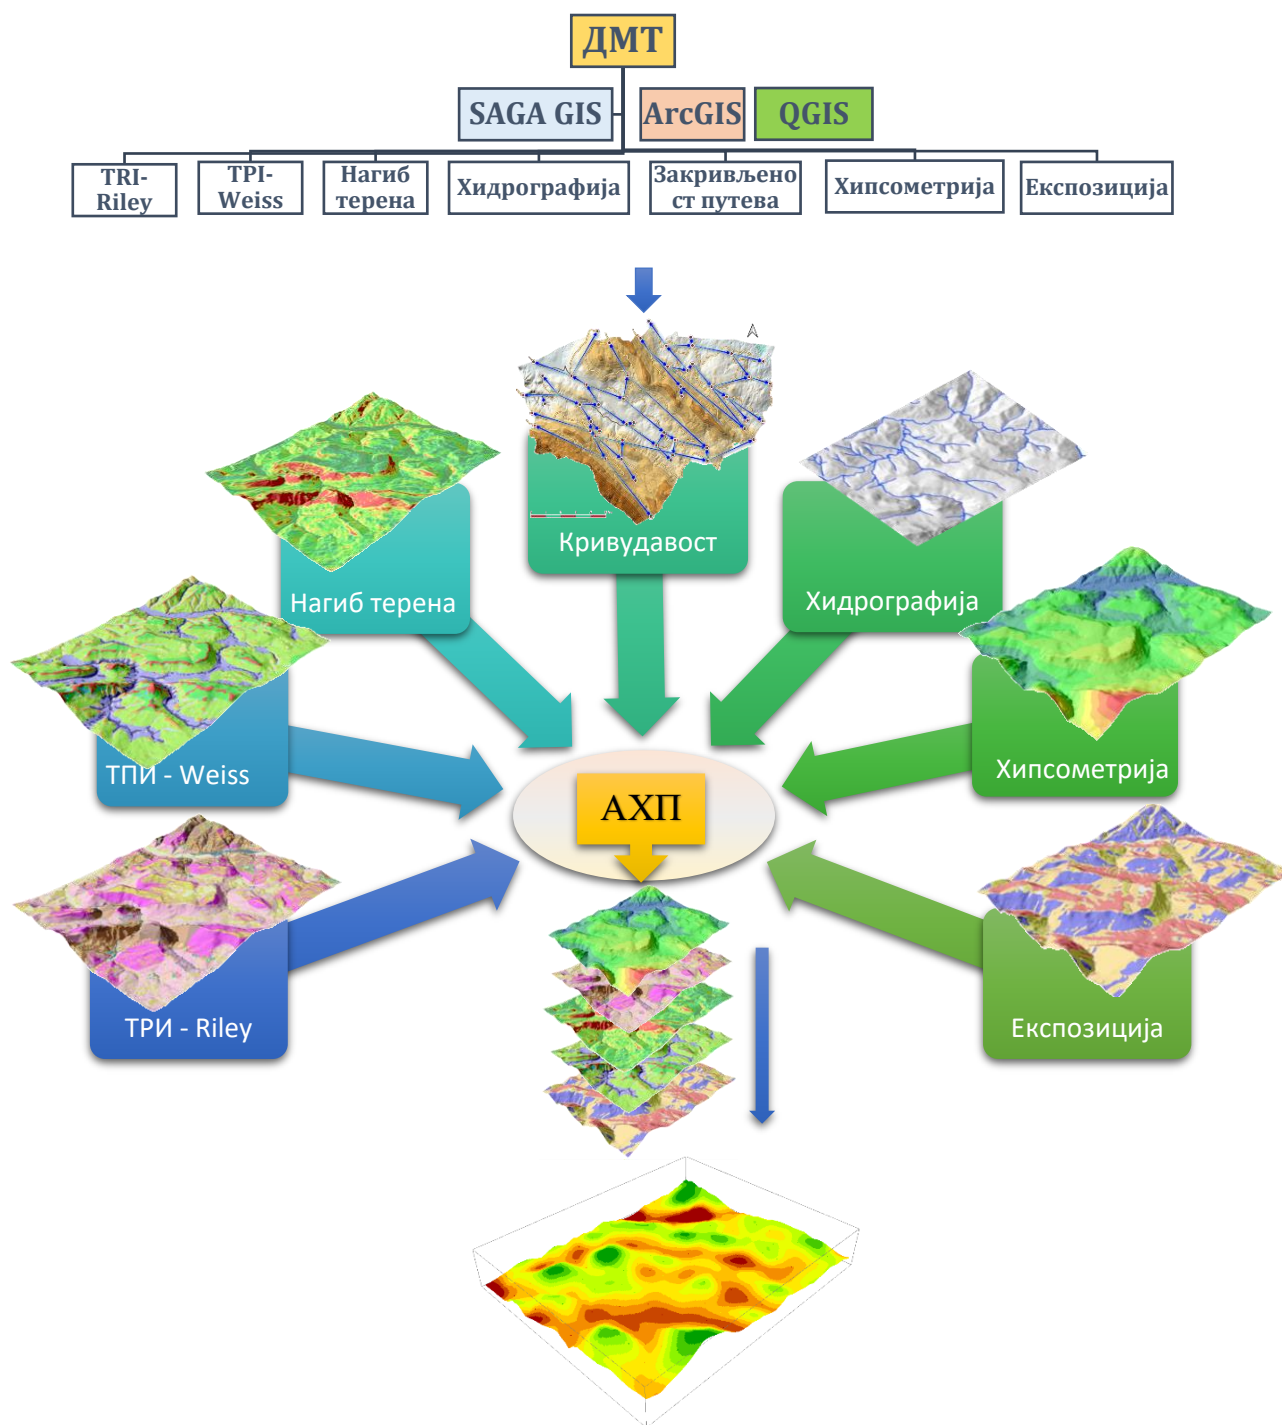 ДМТ
SAGA GIS
ArcGIS
QGIS
TRI-
Riley
TPI-
Weiss
Нагиб
терена
Хидрографија
Закривљено
ст путева
Хипсометрија
Експозиција
Кривудавост
Нагиб терена
Хидрографија
ТПИ - Weiss
Хипсометрија
АХП
ТРИ - Riley
Експозиција